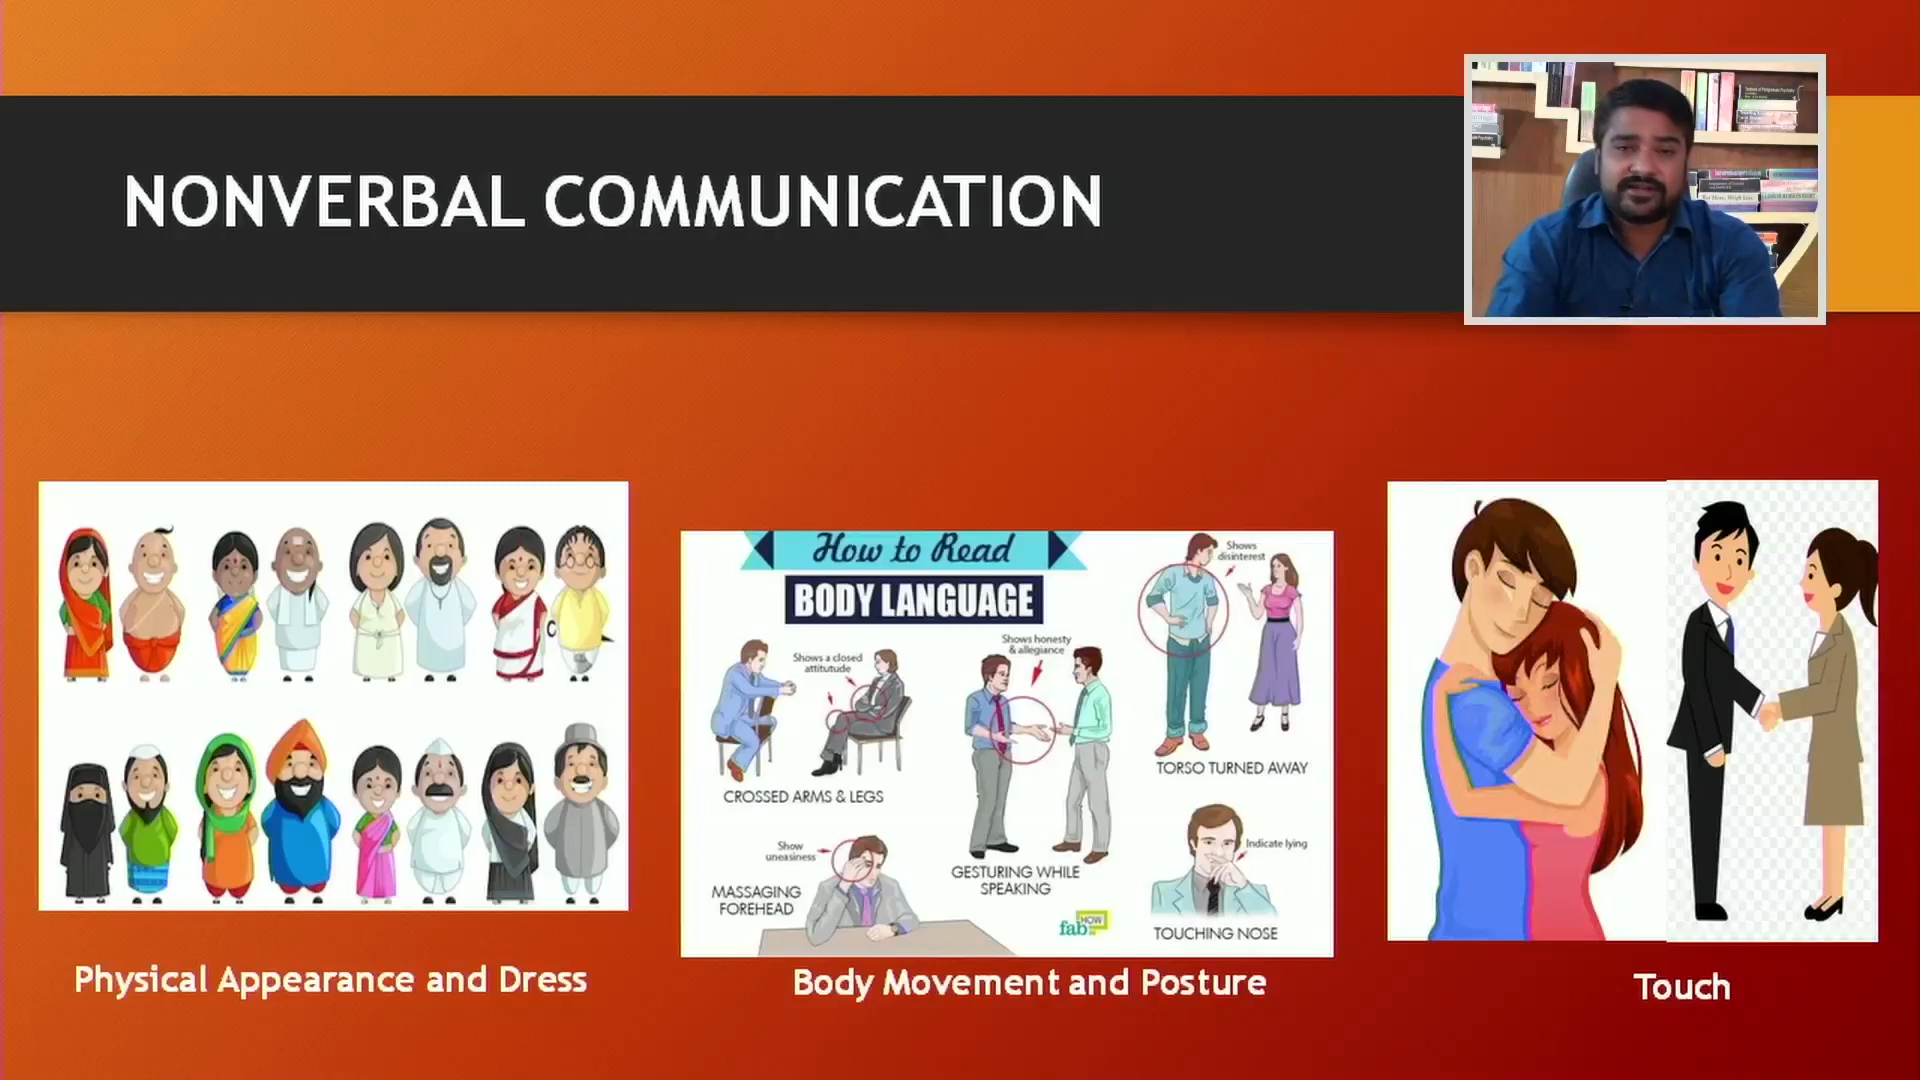 NONVERBAL COMMUNICATION
How to Read
BODY LANGUAGE
Shows a closed
attitutude
CROSSED ARMS & LEGS
Shows honesty
& allegiance
GESTURING WHILE
SPEAKING
Shows
disinterest
TORSO TURNED AWAY
Show
uneasiness
MASSAGING
FOREHEAD
Indicate lying
TOUCHING NOSE
fab HOW
Physical Appearance and Dress
Body Movement and Posture
Touch